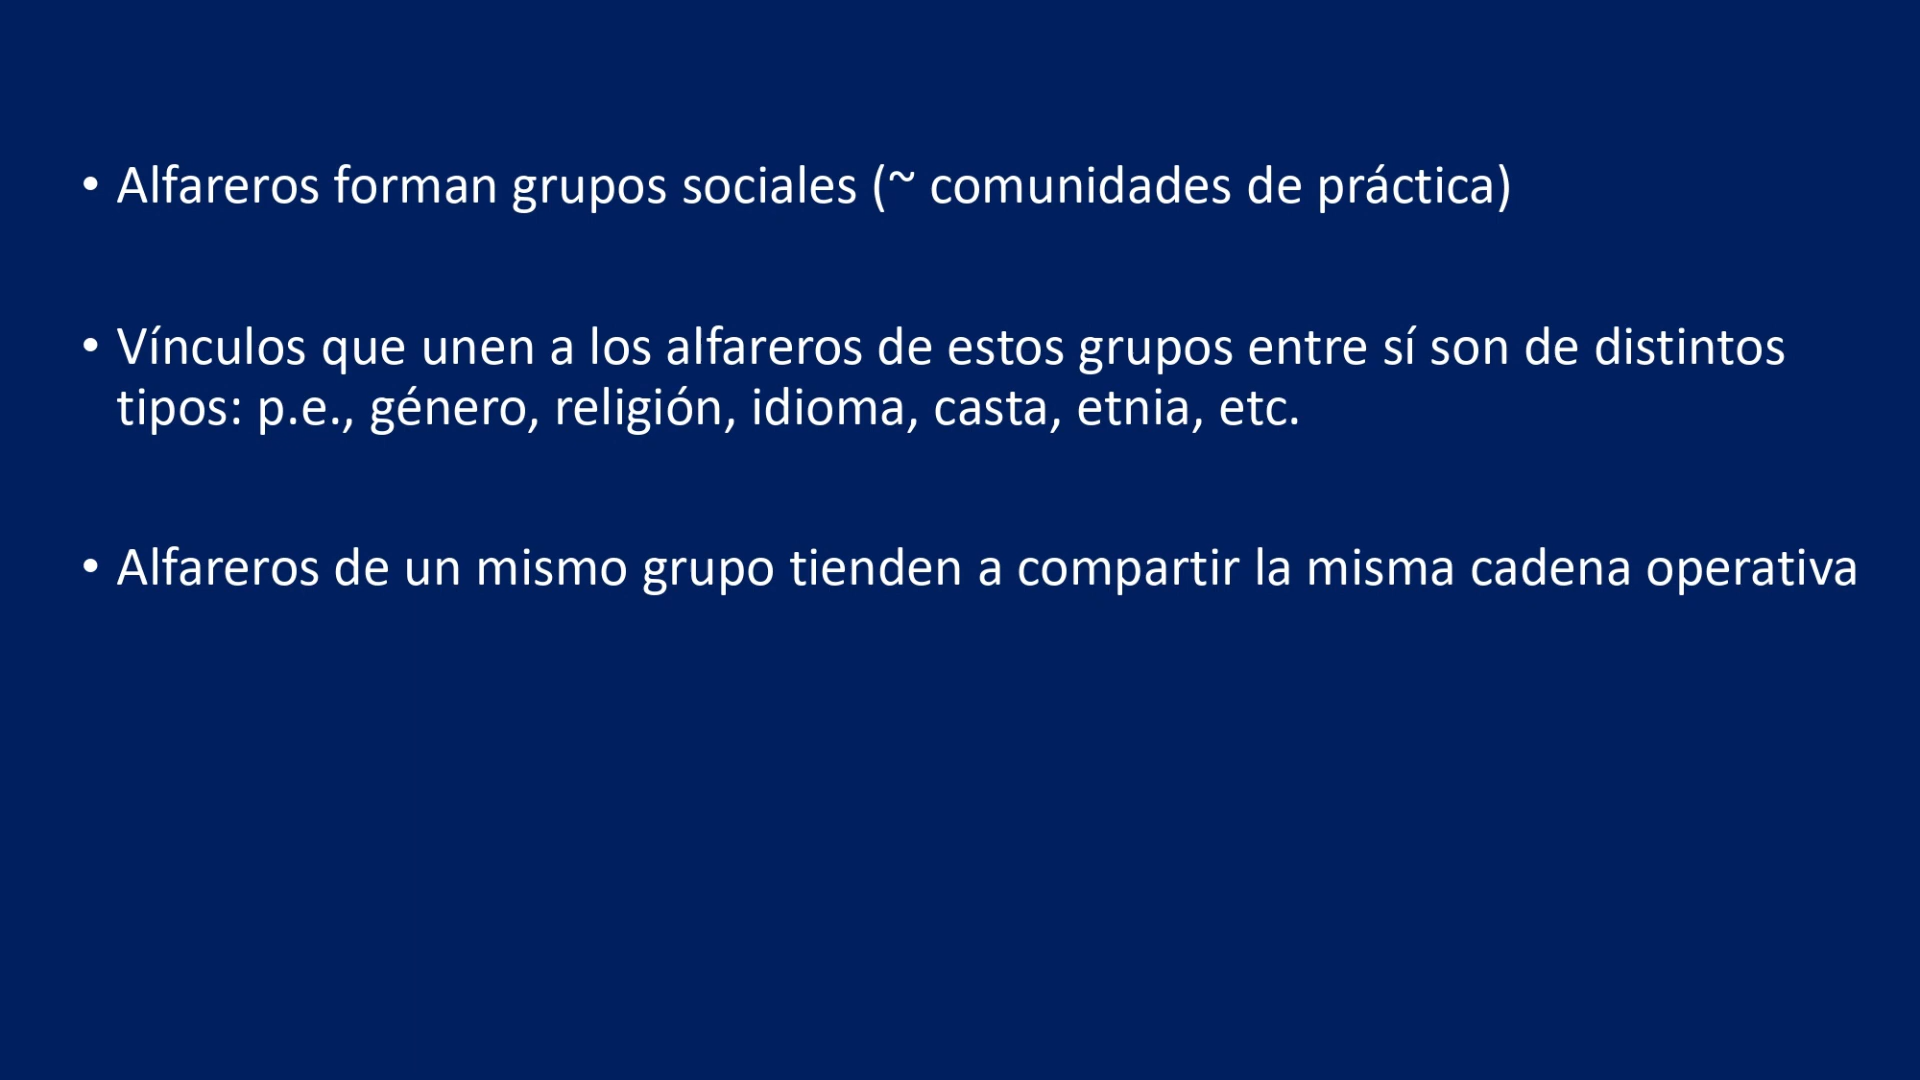 • Alfareros forman grupos sociales (~ comunidades de práctica)
• Vínculos que unen a los alfareros de estos grupos entre sí son de distintos
tipos: p.e., género, religión, idioma, casta, etnia, etc.
• Alfareros de un mismo grupo tienden a compartir la misma cadena operativa